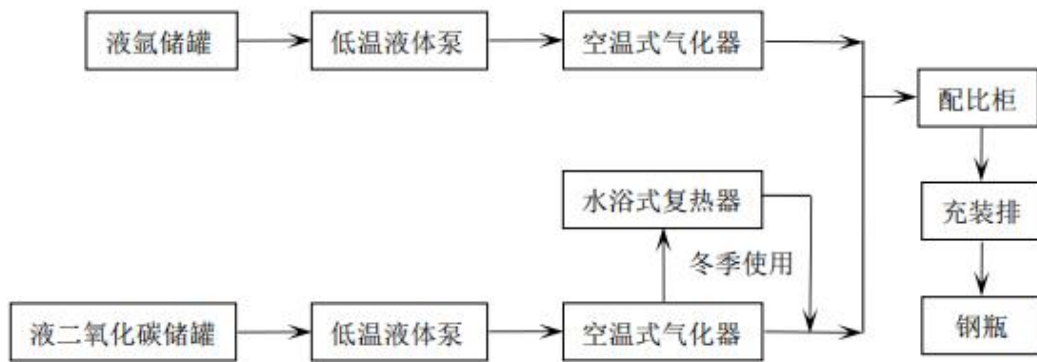 液氩储罐
低温液体泵
空温式气化器
配比柜
水浴式复热器
充装排
冬季使用
液二氧化碳储罐
低温液体泵
空温式气化器
钢瓶